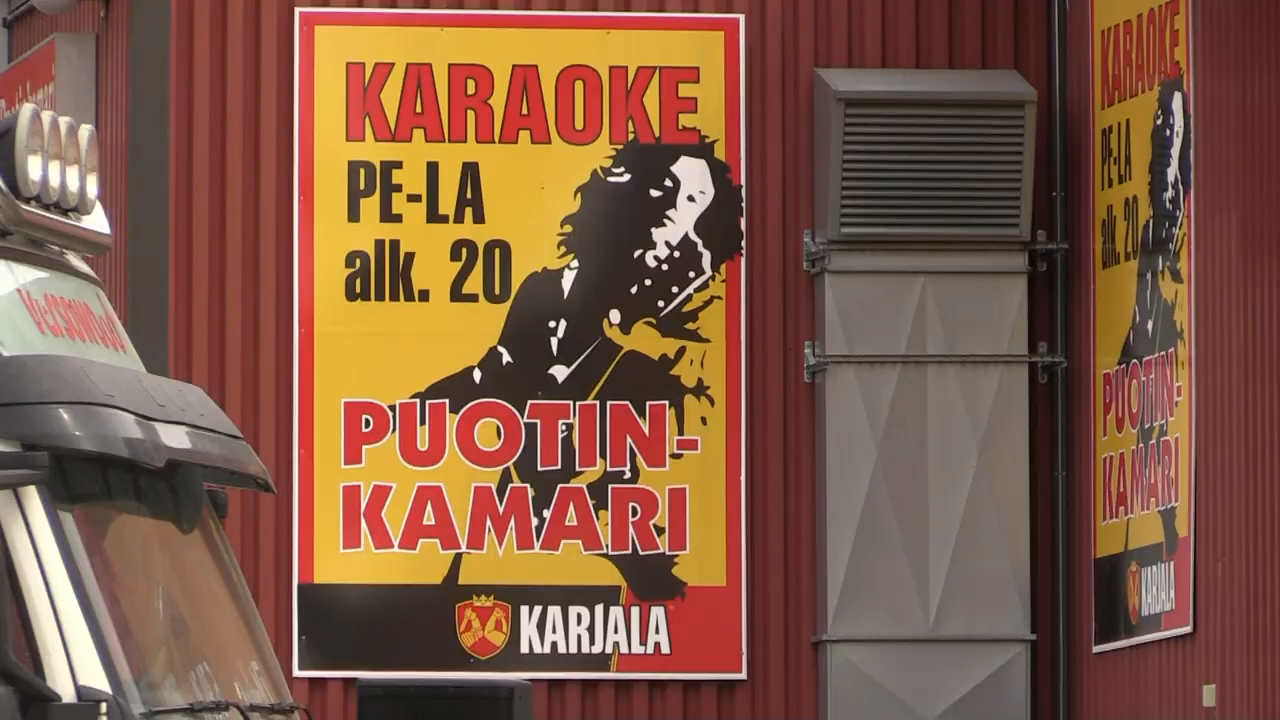 KARAOKE
PE-LA
alk. 20
PUOTIN-
KAMARI
KARJALA
KARAOKE
PE-LA
alk. 20
PUOTIN-
KAMARI
KARJALA